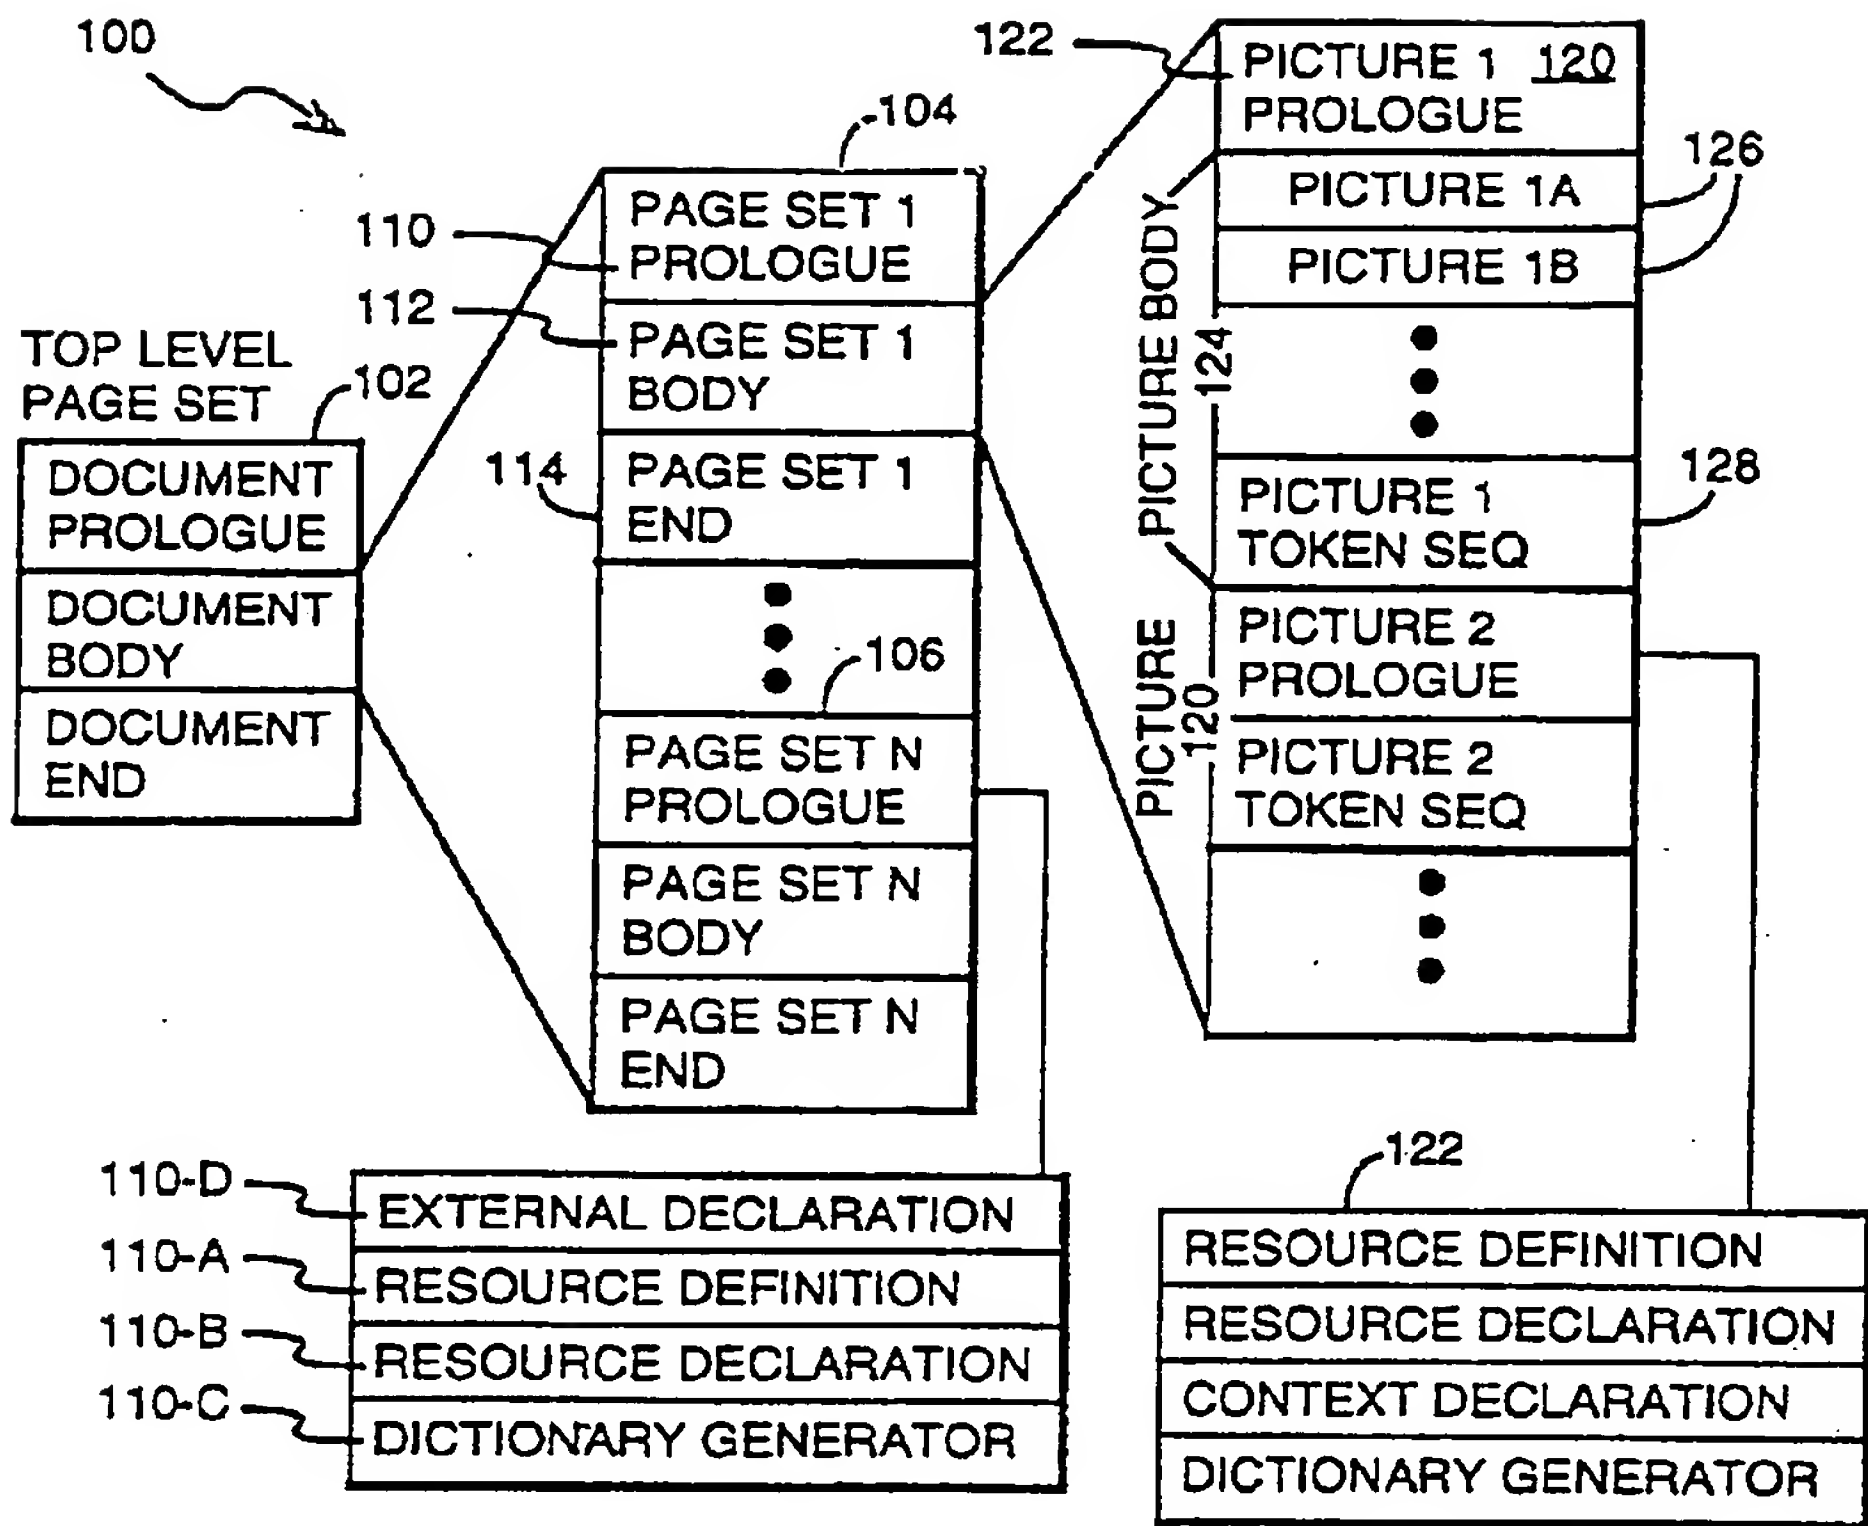 100
TOP LEVEL
PAGE SET
102
DOCUMENT
PROLOGUE
DOCUMENT
BODY
DOCUMENT
END
104
110
112
114
PAGE SET 1
PROLOGUE
PAGE SET 1
BODY
PAGE SET 1
END
106
PAGE SET N
PROLOGUE
PAGE SET N
BODY
PAGE SET N
END
122
PICTURE 1 120
PROLOGUE
126
PICTURE 1A
PICTURE 1B
PICTURE BODY
124
128
PICTURE 1
TOKEN SEQ
PICTURE
120
PICTURE 2
PROLOGUE
PICTURE 2
TOKEN SEQ
110-D
EXTERNAL DECLARATION
110-A
RESOURCE DEFINITION
110-B
RESOURCE DECLARATION
110-C
DICTIONARY GENERATOR
122
RESOURCE DEFINITION
RESOURCE DECLARATION
CONTEXT DECLARATION
DICTIONARY GENERATOR